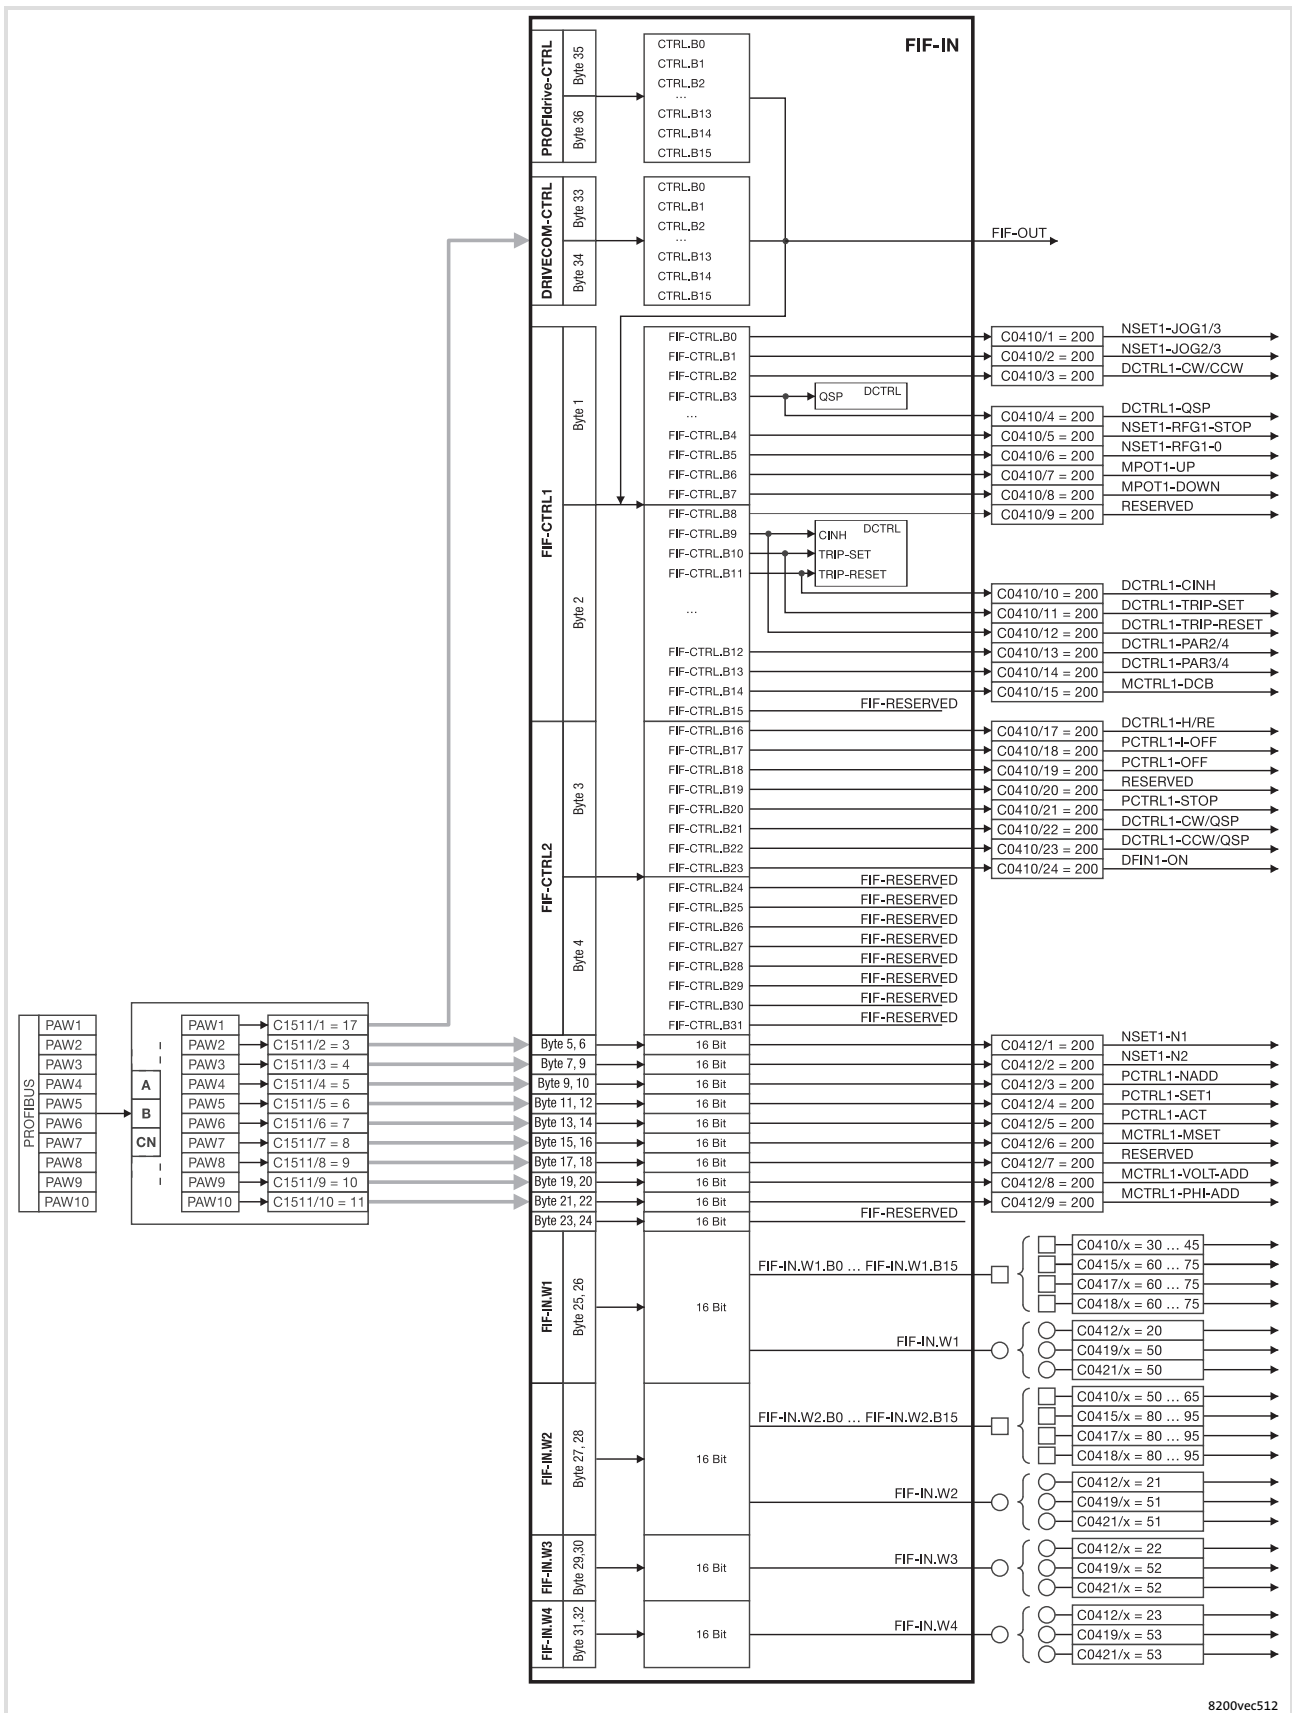 FIF-IN
PROFIdrive-CTRL
Byte 35
Byte 36
CTRL.B0
CTRL.B1
CTRL.B2
...
CTRL.B13
CTRL.B14
CTRL.B15
DRIVECOM-CTRL
Byte 33
Byte 34
CTRL.B0
CTRL.B1
CTRL.B2
...
CTRL.B13
CTRL.B14
CTRL.B15
FIF-OUT
FIF-CTRL1
Byte 1
Byte 2
FIF-CTRL.B0 C0410/1 = 200 NSET1-JOG1/3
FIF-CTRL.B1 C0410/2 = 200 NSET1-JOG2/3
FIF-CTRL.B2 C0410/3 = 200 DCTRL1-CW/CCW
FIF-CTRL.B3 QSP DCTRL
... C0410/4 = 200 DCTRL1-QSP
FIF-CTRL.B4 C0410/5 = 200 NSET1-RFG1-STOP
FIF-CTRL.B5 C0410/6 = 200 NSET1-RFG1-0
FIF-CTRL.B6 C0410/7 = 200 MPOT1-UP
FIF-CTRL.B7 C0410/8 = 200 MPOT1-DOWN
FIF-CTRL.B8 C0410/9 = 200 RESERVED
FIF-CTRL.B9 CINH DCTRL
FIF-CTRL.B10 TRIP-SET
FIF-CTRL.B11 TRIP-RESET
C0410/10 = 200 DCTRL1-CINH
... C0410/11 = 200 DCTRL1-TRIP-SET
C0410/12 = 200 DCTRL1-TRIP-RESET
FIF-CTRL.B12 C0410/13 = 200 DCTRL1-PAR2/4
FIF-CTRL.B13 C0410/14 = 200 DCTRL1-PAR3/4
FIF-CTRL.B14 C0410/15 = 200 MCTRL1-DCB
FIF-CTRL.B15 FIF-RESERVED
FIF-CTRL2
Byte 3
Byte 4
FIF-CTRL.B16 C0410/17 = 200 DCTRL1-H/RE
FIF-CTRL.B17 C0410/18 = 200 PCTRL1-I-OFF
FIF-CTRL.B18 C0410/19 = 200 PCTRL1-OFF
FIF-CTRL.B19 C0410/20 = 200 RESERVED
FIF-CTRL.B20 C0410/21 = 200 PCTRL1-STOP
FIF-CTRL.B21 C0410/22 = 200 DCTRL1-CW/QSP
FIF-CTRL.B22 C0410/23 = 200 DCTRL1-CCW/QSP
FIF-CTRL.B23 C0410/24 = 200 DFIN1-ON
FIF-CTRL.B24 FIF-RESERVED
FIF-CTRL.B25 FIF-RESERVED
FIF-CTRL.B26 FIF-RESERVED
FIF-CTRL.B27 FIF-RESERVED
FIF-CTRL.B28 FIF-RESERVED
FIF-CTRL.B29 FIF-RESERVED
FIF-CTRL.B30 FIF-RESERVED
FIF-CTRL.B31 FIF-RESERVED
PROFIBUS
A
B
CN
PAW1 PAW1 C1511/1 = 17
PAW2 PAW2 C1511/2 = 3 Byte 5, 6 16 Bit C0412/1 = 200 NSET1-N1
PAW3 PAW3 C1511/3 = 4 Byte 7, 9 16 Bit C0412/2 = 200 NSET1-N2
PAW4 PAW4 C1511/4 = 5 Byte 9, 10 16 Bit C0412/3 = 200 PCTRL1-NADD
PAW5 PAW5 C1511/5 = 6 Byte 11, 12 16 Bit C0412/4 = 200 PCTRL1-SET1
PAW6 PAW6 C1511/6 = 7 Byte 13, 14 16 Bit C0412/5 = 200 PCTRL1-ACT
PAW7 PAW7 C1511/7 = 8 Byte 15, 16 16 Bit C0412/6 = 200 MCTRL1-MSET
PAW8 PAW8 C1511/8 = 9 Byte 17, 18 16 Bit C0412/7 = 200 RESERVED
PAW9 PAW9 C1511/9 = 10 Byte 19, 20 16 Bit C0412/8 = 200 MCTRL1-VOLT-ADD
PAW10 PAW10 C1511/10 = 11 Byte 21, 22 16 Bit C0412/9 = 200 MCTRL1-PHI-ADD
Byte 23, 24 16 Bit FIF-RESERVED
FIF-IN.W1
Byte 25, 26
16 Bit
FIF-IN.W1.B0 ... FIF-IN.W1.B15
C0410/x = 30 ... 45
C0415/x = 60 ... 75
C0417/x = 60 ... 75
C0418/x = 60 ... 75
FIF-IN.W1
C0412/x = 20
C0419/x = 50
C0421/x = 50
FIF-IN.W2
Byte 27, 28
16 Bit
FIF-IN.W2.B0 ... FIF-IN.W2.B15
C0410/x = 50 ... 65
C0415/x = 80 ... 95
C0417/x = 80 ... 95
C0418/x = 80 ... 95
FIF-IN.W2
C0412/x = 21
C0419/x = 51
C0421/x = 51
FIF-IN.W3
Byte 29,30
16 Bit
FIF-IN.W3
C0412/x = 22
C0419/x = 52
C0421/x = 52
FIF-IN.W4
Byte 31,32
16 Bit
FIF-IN.W4
C0412/x = 23
C0419/x = 53
C0421/x = 53
8200vec512